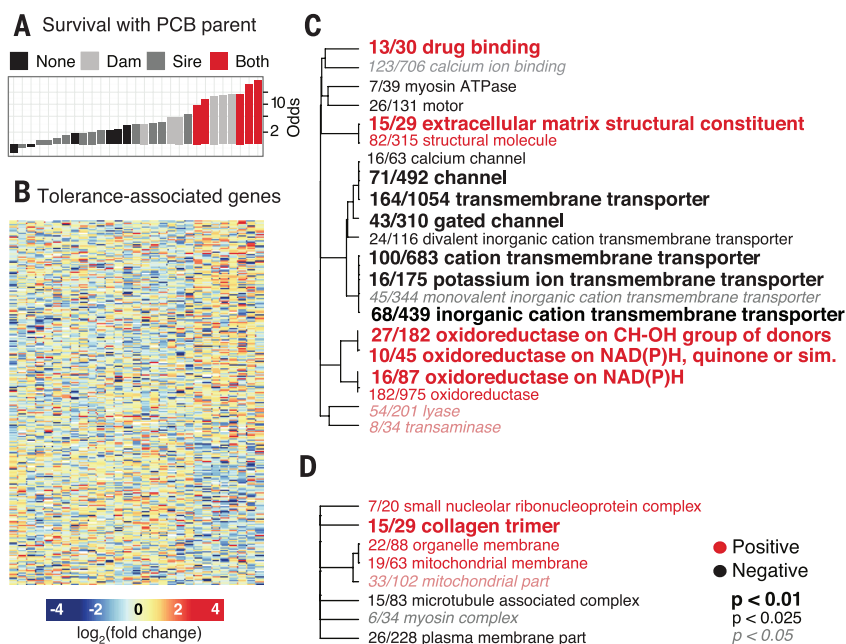 A Survival with PCB parent
None Dam Sire Both
10
2
Odds
B Tolerance-associated genes
-4 -2 0 2 4
log2(fold change)
C
13/30 drug binding
123/706 calcium ion binding
7/39 myosin ATPase
26/131 motor
15/29 extracellular matrix structural constituent
82/315 structural molecule
16/63 calcium channel
71/492 channel
164/1054 transmembrane transporter
43/310 gated channel
24/116 divalent inorganic cation transmembrane transporter
100/683 cation transmembrane transporter
16/175 potassium ion transmembrane transporter
45/344 monovalent inorganic cation transmembrane transporter
68/439 inorganic cation transmembrane transporter
27/182 oxidoreductase on CH-OH group of donors
10/45 oxidoreductase on NAD(P)H, quinone or sim.
16/87 oxidoreductase on NAD(P)H
182/975 oxidoreductase
54/201 lyase
8/34 transaminase
D
7/20 small nucleolar ribonucleoprotein complex
15/29 collagen trimer
22/88 organelle membrane
19/63 mitochondrial membrane
33/102 mitochondrial part
15/83 microtubule associated complex
6/34 myosin complex
26/228 plasma membrane part
Positive
Negative
p < 0.01
p < 0.025
p < 0.05